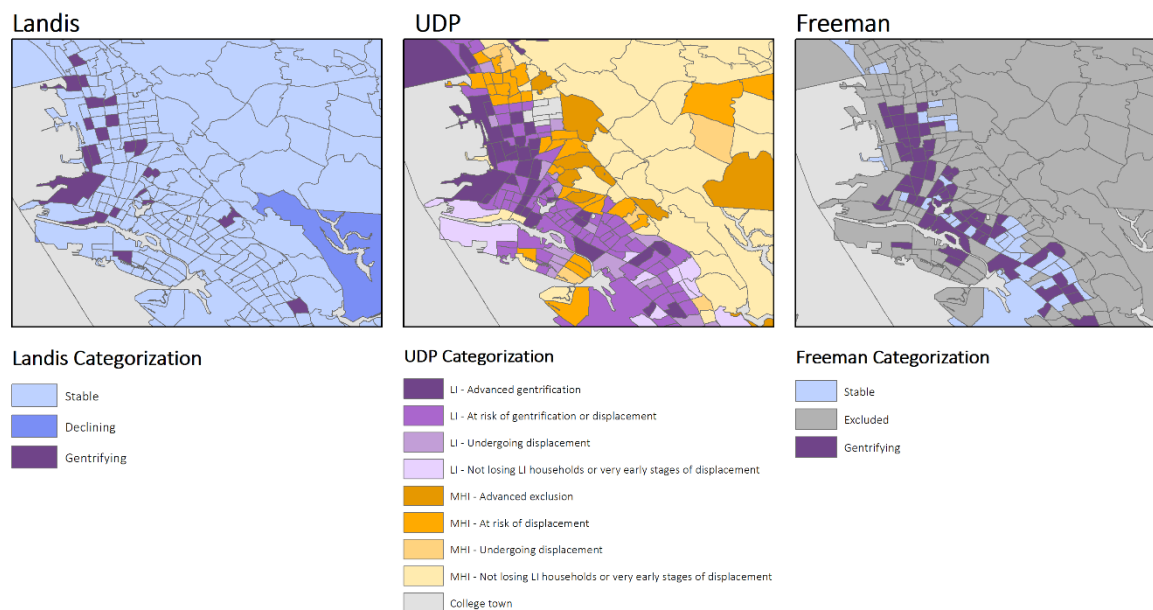 Landis
UDP
Freeman
Landis Categorization
Stable
Declining
Gentrifying
UDP Categorization
LI - Advanced gentrification
LI - At risk of gentrification or displacement
LI - Undergoing displacement
LI - Not losing LI households or very early stages of displacement
MHI - Advanced exclusion
MHI - At risk of displacement
MHI - Undergoing displacement
MHI - Not losing LI households or very early stages of displacement
College town
Freeman Categorization
Stable
Excluded
Gentrifying